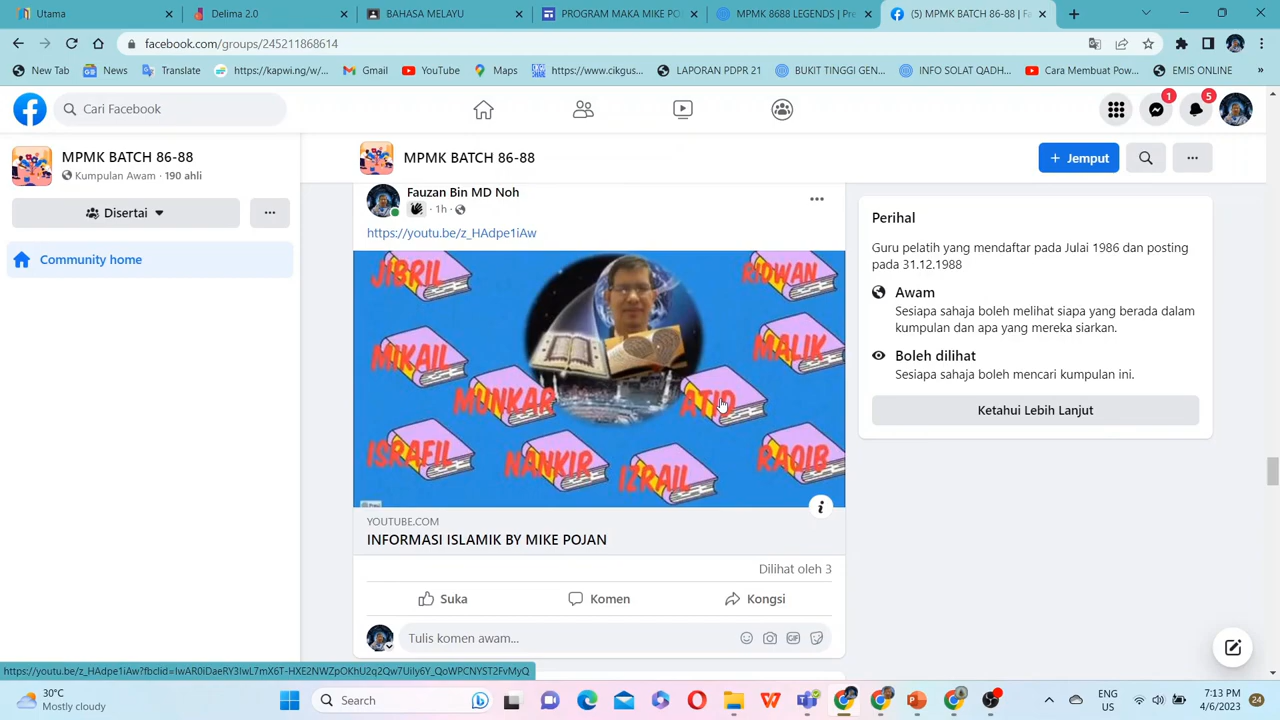 Utama
Delima 2.0
BAHASA MELAYU
PROGRAM MAKA MIKE PO
MPMK 8688 LEGENDS | Pre
(5) MPMK BATCH 86-88 | Fa
facebook.com/groups/245211868614
New Tab
News
Translate
https://kapwi.ng/w/...
Gmail
YouTube
Maps
https://www.cikgus...
LAPORAN PDPR 21
BUKIT TINGGI GEN...
INFO SOLAT QADH...
Cara Membuat Pow...
EMIS ONLINE
»
Cari Facebook
1
5
MPMK BATCH 86-88
Kumpulan Awam · 190 ahli
Disertai
Community home
MPMK BATCH 86-88
+ Jemput
Fauzan Bin MD Noh
· 1h ·
https://youtu.be/z_HAdpe1iAw
JIBRIL
RIDWAN
MIKAIL
MALIK
MUNKAR
ATID
ISRAFIL
NANKIR
IZRAIL
RAQIB
YOUTUBE.COM
INFORMASI ISLAMIK BY MIKE POJAN
Dilihat oleh 3
Suka
Komen
Kongsi
Tulis komen awam...
Perihal
Guru pelatih yang mendaftar pada Julai 1986 dan posting
pada 31.12.1988
Awam
Sesiapa sahaja boleh melihat siapa yang berada dalam
kumpulan dan apa yang mereka siarkan.
Boleh dilihat
Sesiapa sahaja boleh mencari kumpulan ini.
Ketahui Lebih Lanjut
30°C
Mostly cloudy
Search
ENG
US
7:13 PM
4/6/2023
24